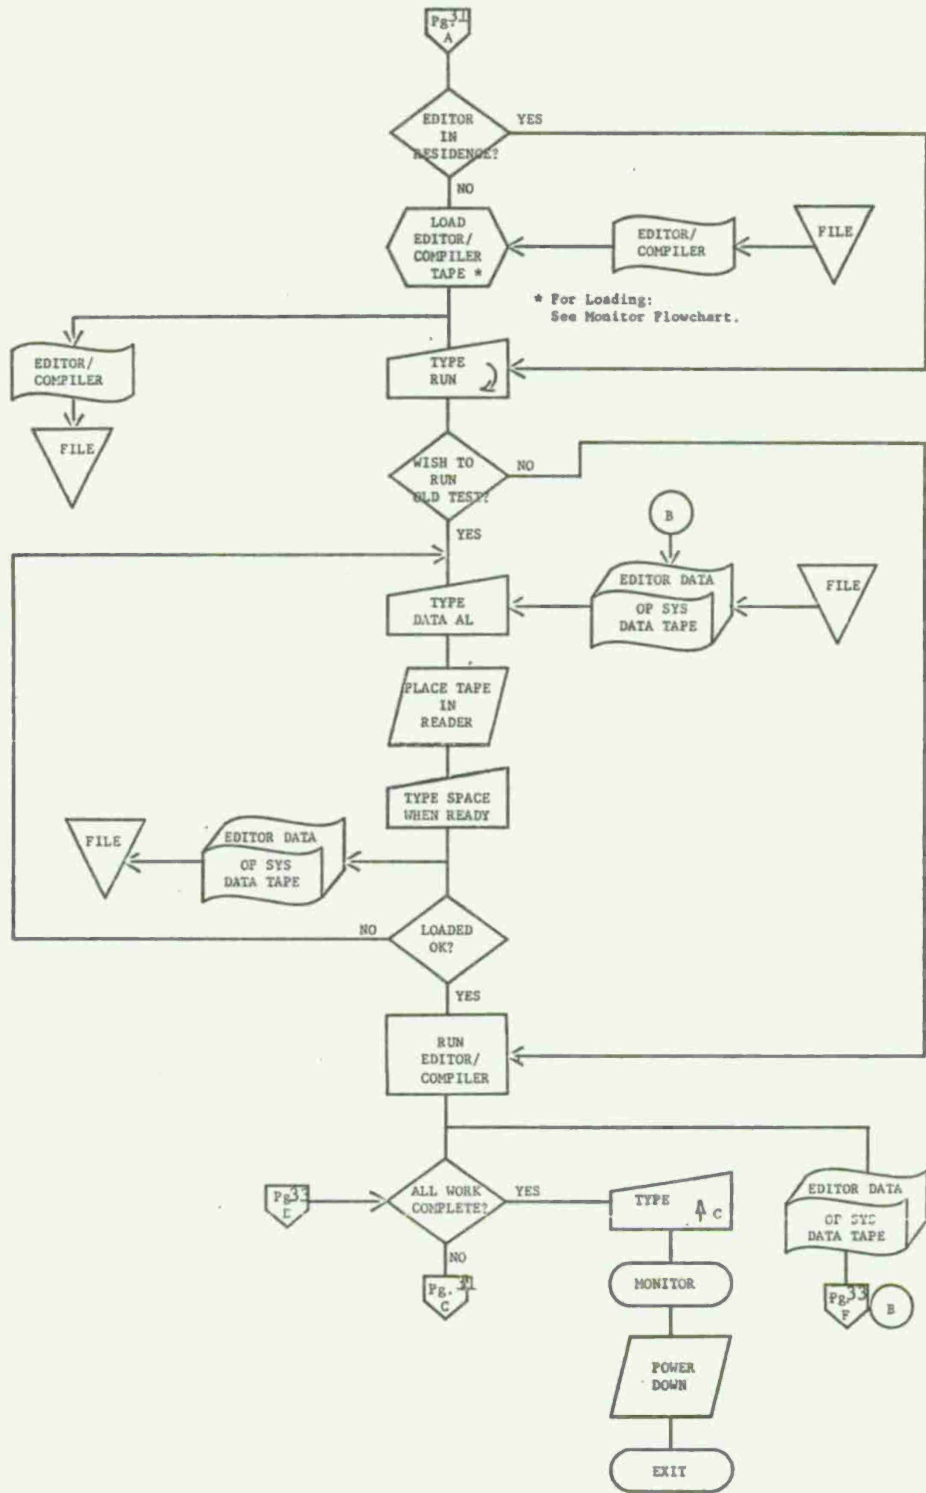 Pg. 31
A
EDITOR
IN
RESIDENCE?
YES
NO
LOAD
EDITOR/
COMPILER
TAPE *
EDITOR/
COMPILER
FILE
* For Loading:
See Monitor Flowchart.
EDITOR/
COMPILER
FILE
TYPE
RUN
WISH TO
RUN
OLD TEST?
NO
YES
B
EDITOR DATA
OP SYS
DATA TAPE
FILE
TYPE
DATA AL
PLACE TAPE
IN
READER
TYPE SPACE
WHEN READY
FILE
EDITOR DATA
OP SYS
DATA TAPE
NO
LOADED
OK?
YES
RUN
EDITOR/
COMPILER
Pg 33
E
ALL WORK
COMPLETE?
YES
NO
Pg. 31
C
TYPE
C
EDITOR DATA
OP SYS
DATA TAPE
MONITOR
Pg 33
F
B
POWER
DOWN
EXIT